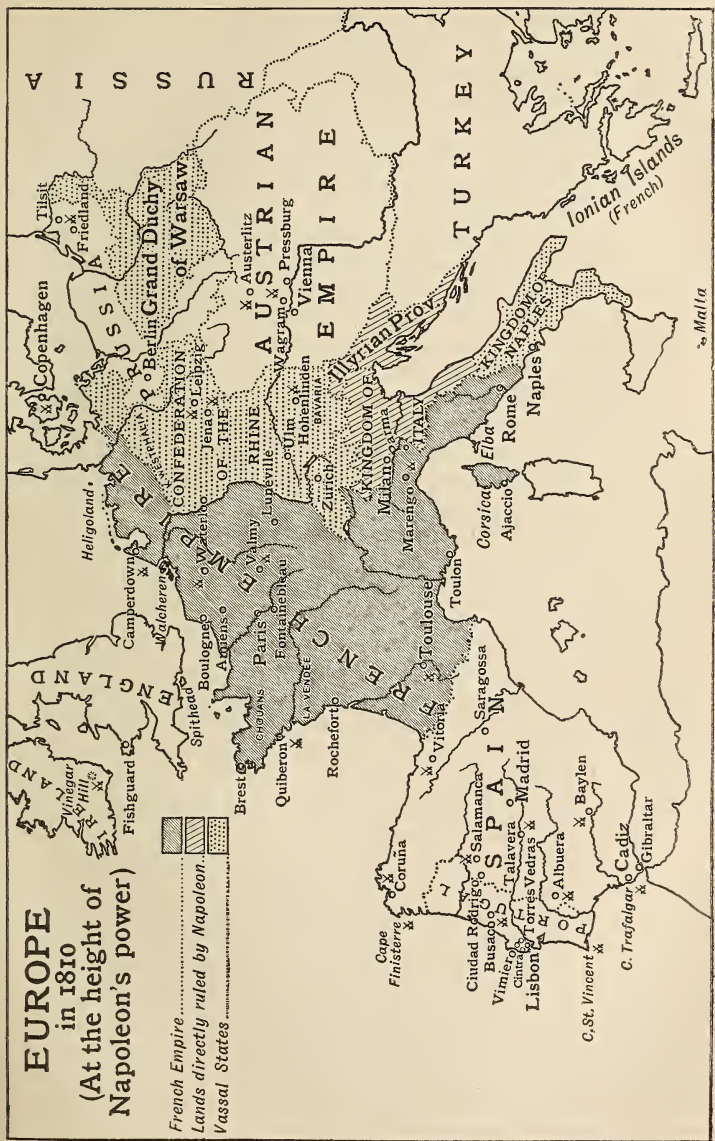 EUROPE
in 1810
(At the height of
Napoleon's power)
French Empire
Lands directly ruled by Napoleon
Vassal States
IRELAND
Vinegar
Hill
Fishguard
ENGLAND
Spithead
Heligoland
Camperdown
Walcheren
Copenhagen
Tilsit
Friedland
RUSSIA
PRUSSIA
Berlin
Grand Duchy
of Warsaw
WESTPHALIA
CONFEDERATION
OF THE
RHINE
Leipzig
Jena
Austerlitz
Pressburg
Wagram
Vienna
AUSTRIAN
EMPIRE
Ulm
Hohenlinden
BAVARIA
Zürich
FRENCH EMPIRE
Waterloo
Valmy
Luneville
Boulogne
Amiens
Paris
Fontainebleau
Brest
CHOUANS
Quiberon
LA VENDÉE
Rochefort
Toulouse
Toulon
KINGDOM OF
ITALY
Milan
Parma
Marengo
Illyrian Prov.
TURKEY
Ionian Islands
(French)
KINGDOM OF
NAPLES
Naples
Rome
Elba
Corsica
Ajaccio
Malta
Cape
Finisterre
Coruña
Vitoria
Saragossa
SPAIN
Salamanca
Ciudad Rodrigo
Busaco
Vimiero
Cintra
Torres Vedras
Lisbon
Talavera
Madrid
Albuera
Baylen
PORTUGAL
C. St. Vincent
C. Trafalgar
Cadiz
Gibraltar